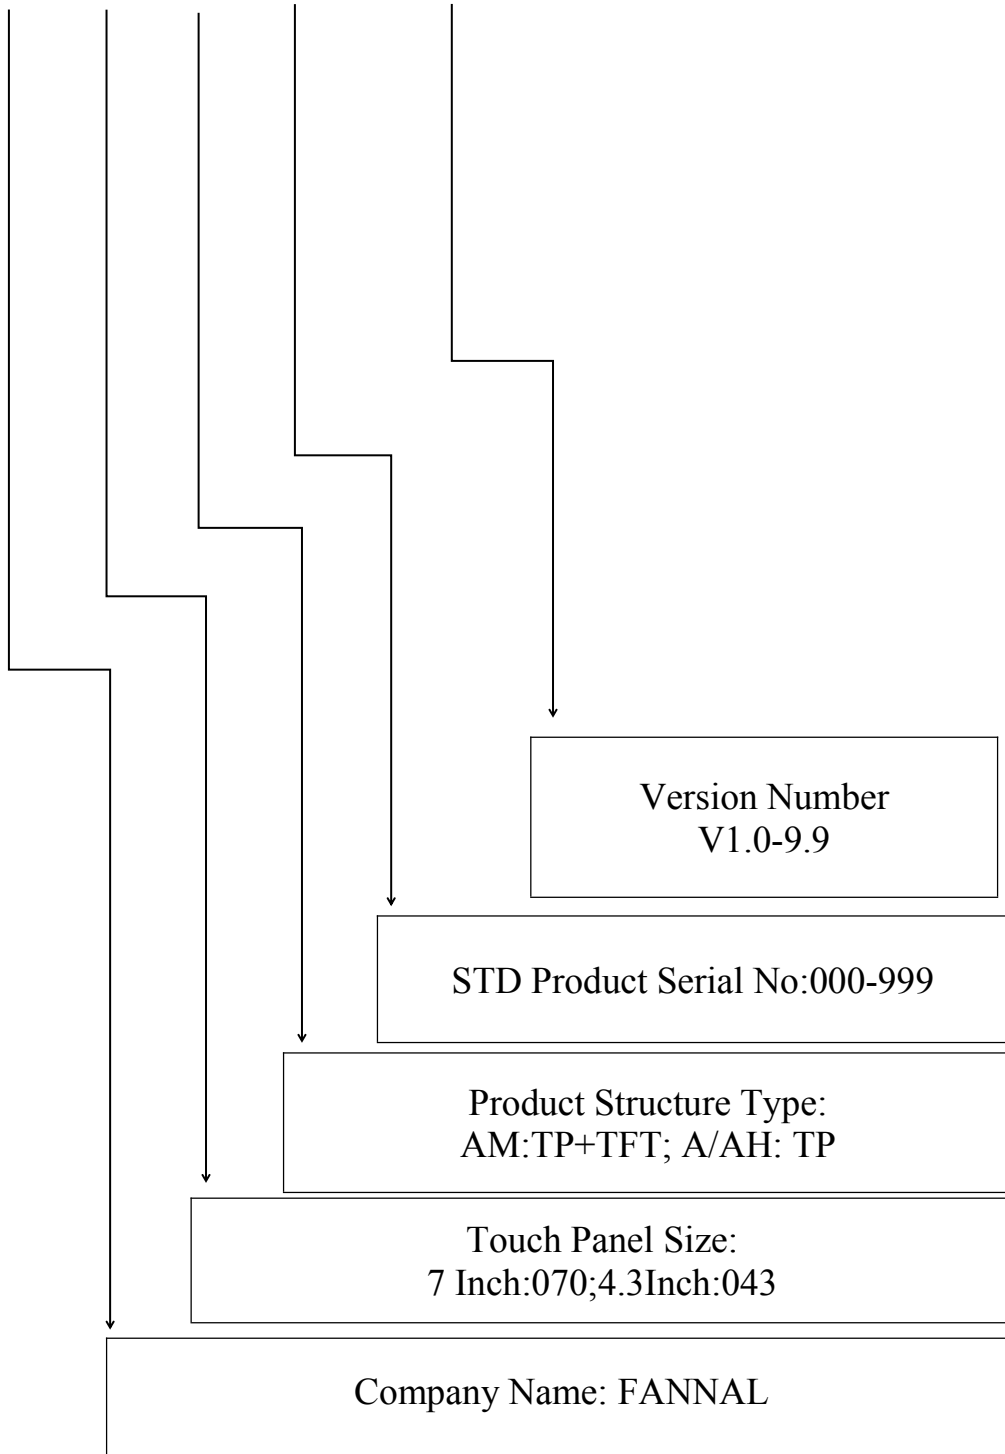 Version Number
V1.0-9.9
STD Product Serial No:000-999
Product Structure Type:
AM:TP+TFT; A/AH: TP
Touch Panel Size:
7 Inch:070;4.3Inch:043
Company Name: FANNAL